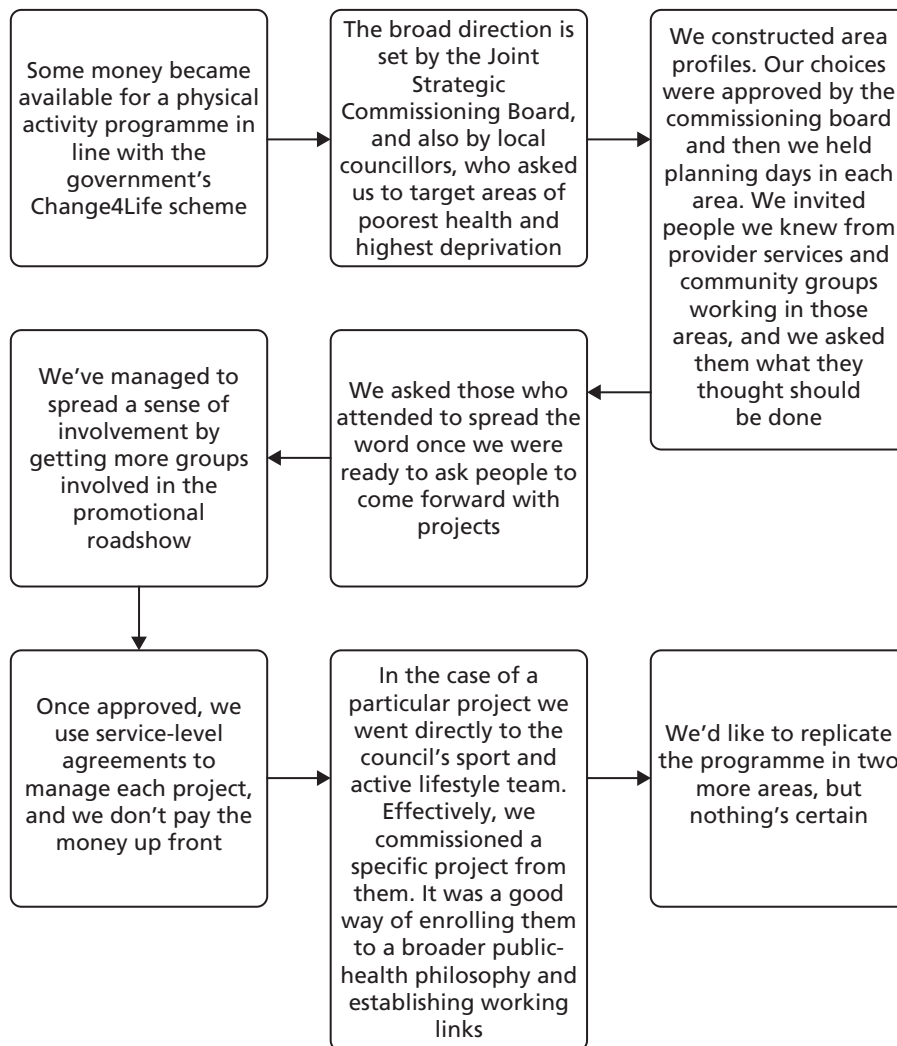 Some money became
available for a physical
activity programme in
line with the
government's
Change4Life scheme
The broad direction is
set by the Joint
Strategic
Commissioning Board,
and also by local
councillors, who asked
us to target areas of
poorest health and
highest deprivation
We constructed area
profiles. Our choices
were approved by the
commissioning board
and then we held
planning days in each
area. We invited
people we knew from
provider services and
community groups
working in those
areas, and we asked
them what they
thought should
be done
We asked those who
attended to spread the
word once we were
ready to ask people to
come forward with
projects
We've managed to
spread a sense of
involvement by
getting more groups
involved in the
promotional
roadshow
Once approved, we
use service-level
agreements to
manage each project,
and we don't pay the
money up front
In the case of a
particular project we
went directly to the
council's sport and
active lifestyle team.
Effectively, we
commissioned a
specific project from
them. It was a good
way of enrolling them
to a broader public-
health philosophy and
establishing working
links
We'd like to replicate
the programme in two
more areas, but
nothing's certain